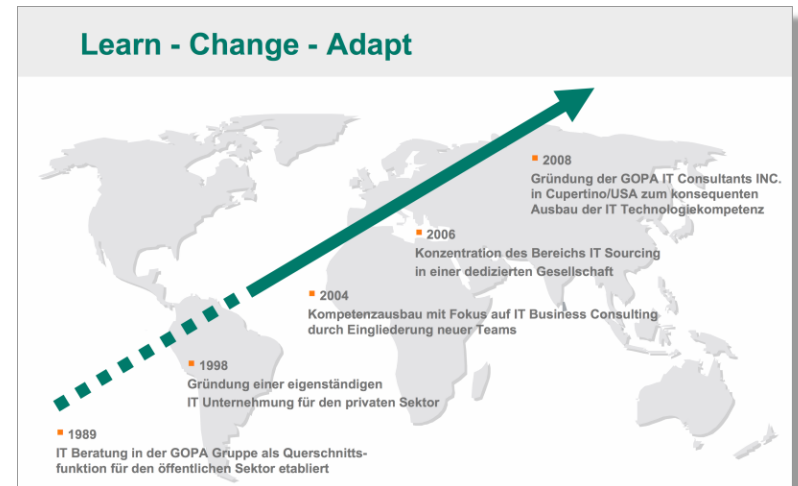 Learn - Change - Adapt
2008
Gründung der GOPA IT Consultants INC.
in Cupertino/USA zum konsequenten
Ausbau der IT Technologiekompetenz
2006
Konzentration des Bereichs IT Sourcing
in einer dedizierten Gesellschaft
2004
Kompetenzausbau mit Fokus auf IT Business Consulting
durch Eingliederung neuer Teams
1998
Gründung einer eigenständigen
IT Unternehmung für den privaten Sektor
1989
IT Beratung in der GOPA Gruppe als Querschnitts-
funktion für den öffentlichen Sektor etabliert